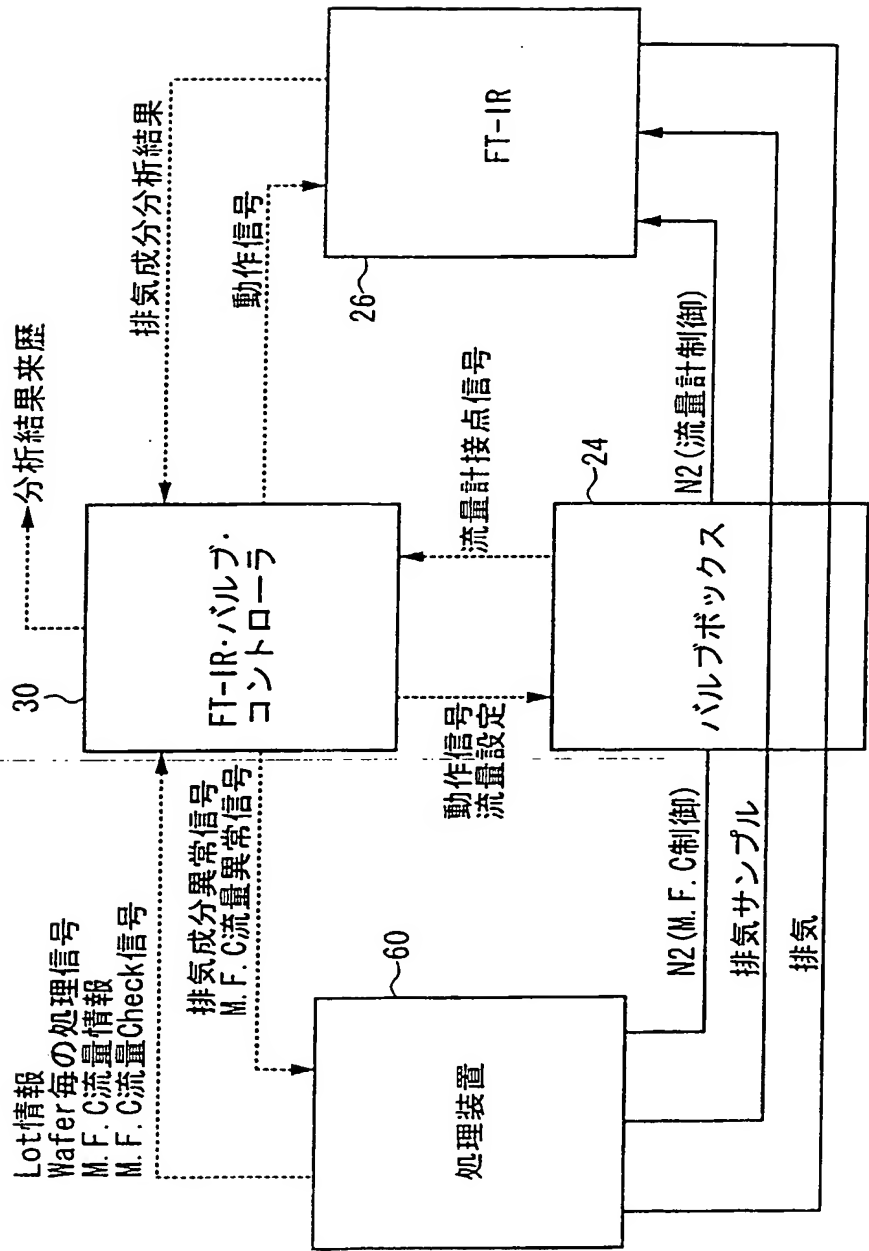 Lot情報
Wafer毎の処理信号
M.F.C流量情報
M.F.C流量Check信号
30
分析結果来歴
排気成分分析結果
FT-IR・バルブ・
コントローラ
動作信号
排気成分異常信号
M.F.C流量異常信号
60
処理装置
動作信号
流量設定
流量計接点信号
26
FT-IR
24
バルブボックス
N2(M.F.C制御)
N2(流量計制御)
排気サンプル
排気